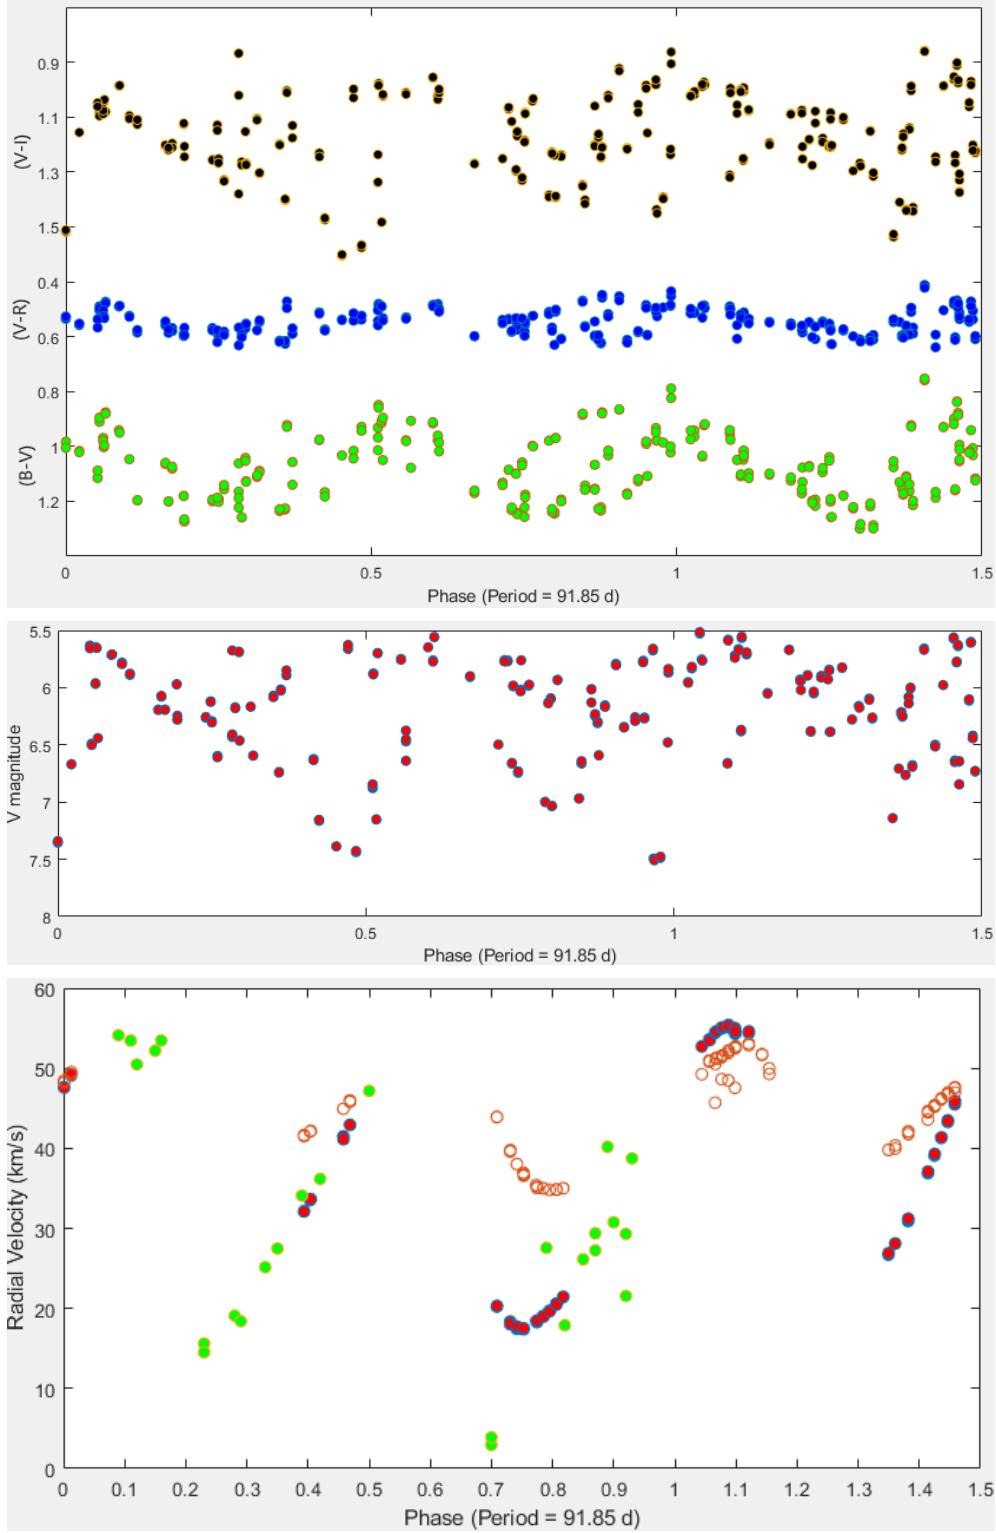 0.9
1.1
1.3
1.5
(V-I)
0.4
0.6
(V-R)
0.8
1
1.2
(B-V)
0 0.5 1 1.5
Phase (Period = 91.85 d)
5.5
6
6.5
7
7.5
8
V magnitude
0 0.5 1 1.5
Phase (Period = 91.85 d)
60
50
40
30
20
10
0
Radial Velocity (km/s)
0 0.1 0.2 0.3 0.4 0.5 0.6 0.7 0.8 0.9 1 1.1 1.2 1.3 1.4 1.5
Phase (Period = 91.85 d)